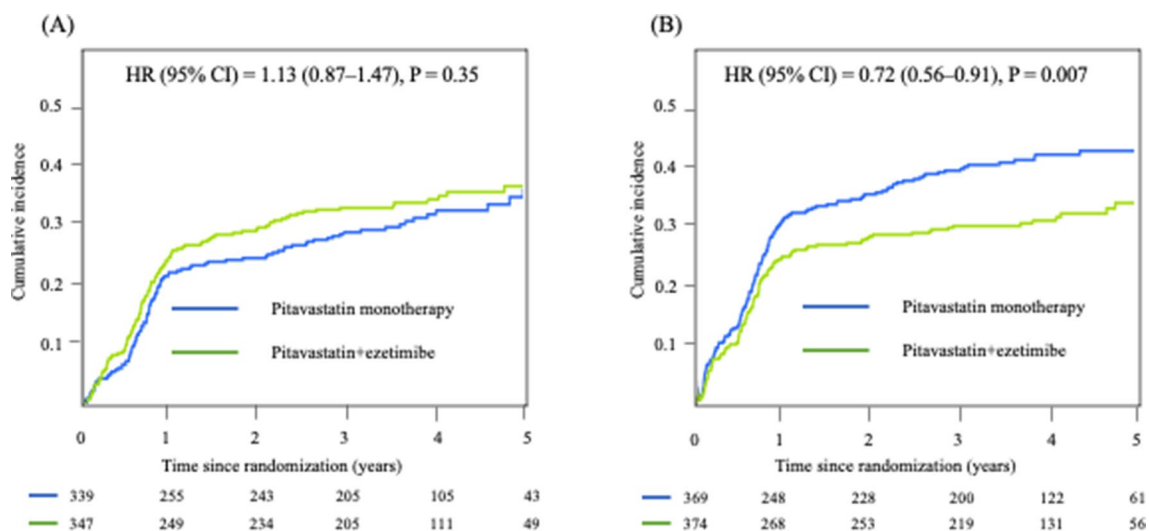 (A)
HR (95% CI) = 1.13 (0.87–1.47), P = 0.35
Cumulative incidence
0.5
0.4
0.3
0.2
0.1
Pitavastatin monotherapy
Pitavastatin+ezetimibe
0 1 2 3 4 5
Time since randomization (years)
339 255 243 205 105 43
347 249 234 205 111 49
(B)
HR (95% CI) = 0.72 (0.56–0.91), P = 0.007
Cumulative incidence
0.5
0.4
0.3
0.2
0.1
Pitavastatin monotherapy
Pitavastatin+ezetimibe
0 1 2 3 4 5
Time since randomization (years)
369 248 228 200 122 61
374 268 253 219 131 56